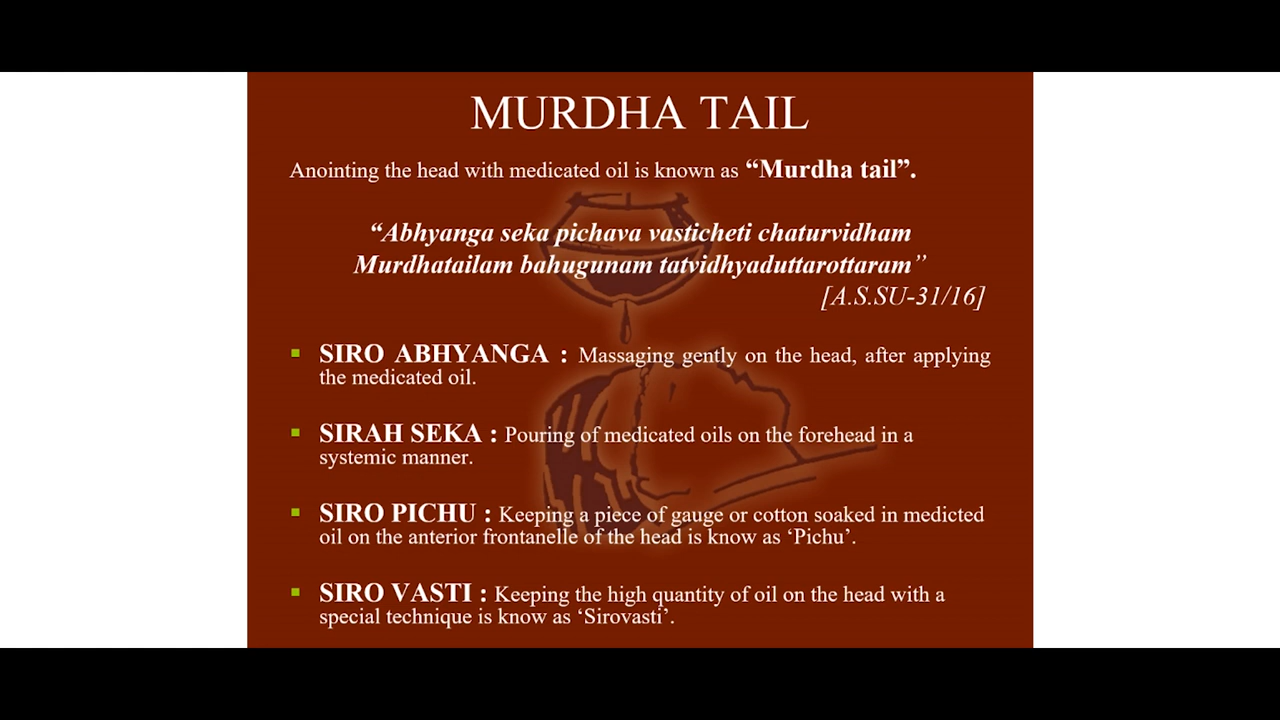 MURDHA TAIL
Anointing the head with medicated oil is known as “Murdha tail”.
“Abhyanga seka pichava vasticheti chaturvidham
Murdhatailam bahugunam tatvidhyaduttarottaram”
[A.S.SU-31/16]
▪ SIRO ABHYANGA : Massaging gently on the head, after applying
the medicated oil.
▪ SIRAH SEKA : Pouring of medicated oils on the forehead in a
systemic manner.
▪ SIRO PICHU : Keeping a piece of gauge or cotton soaked in medicted
oil on the anterior frontanelle of the head is know as ‘Pichu’.
▪ SIRO VASTI : Keeping the high quantity of oil on the head with a
special technique is know as ‘Sirovasti’.